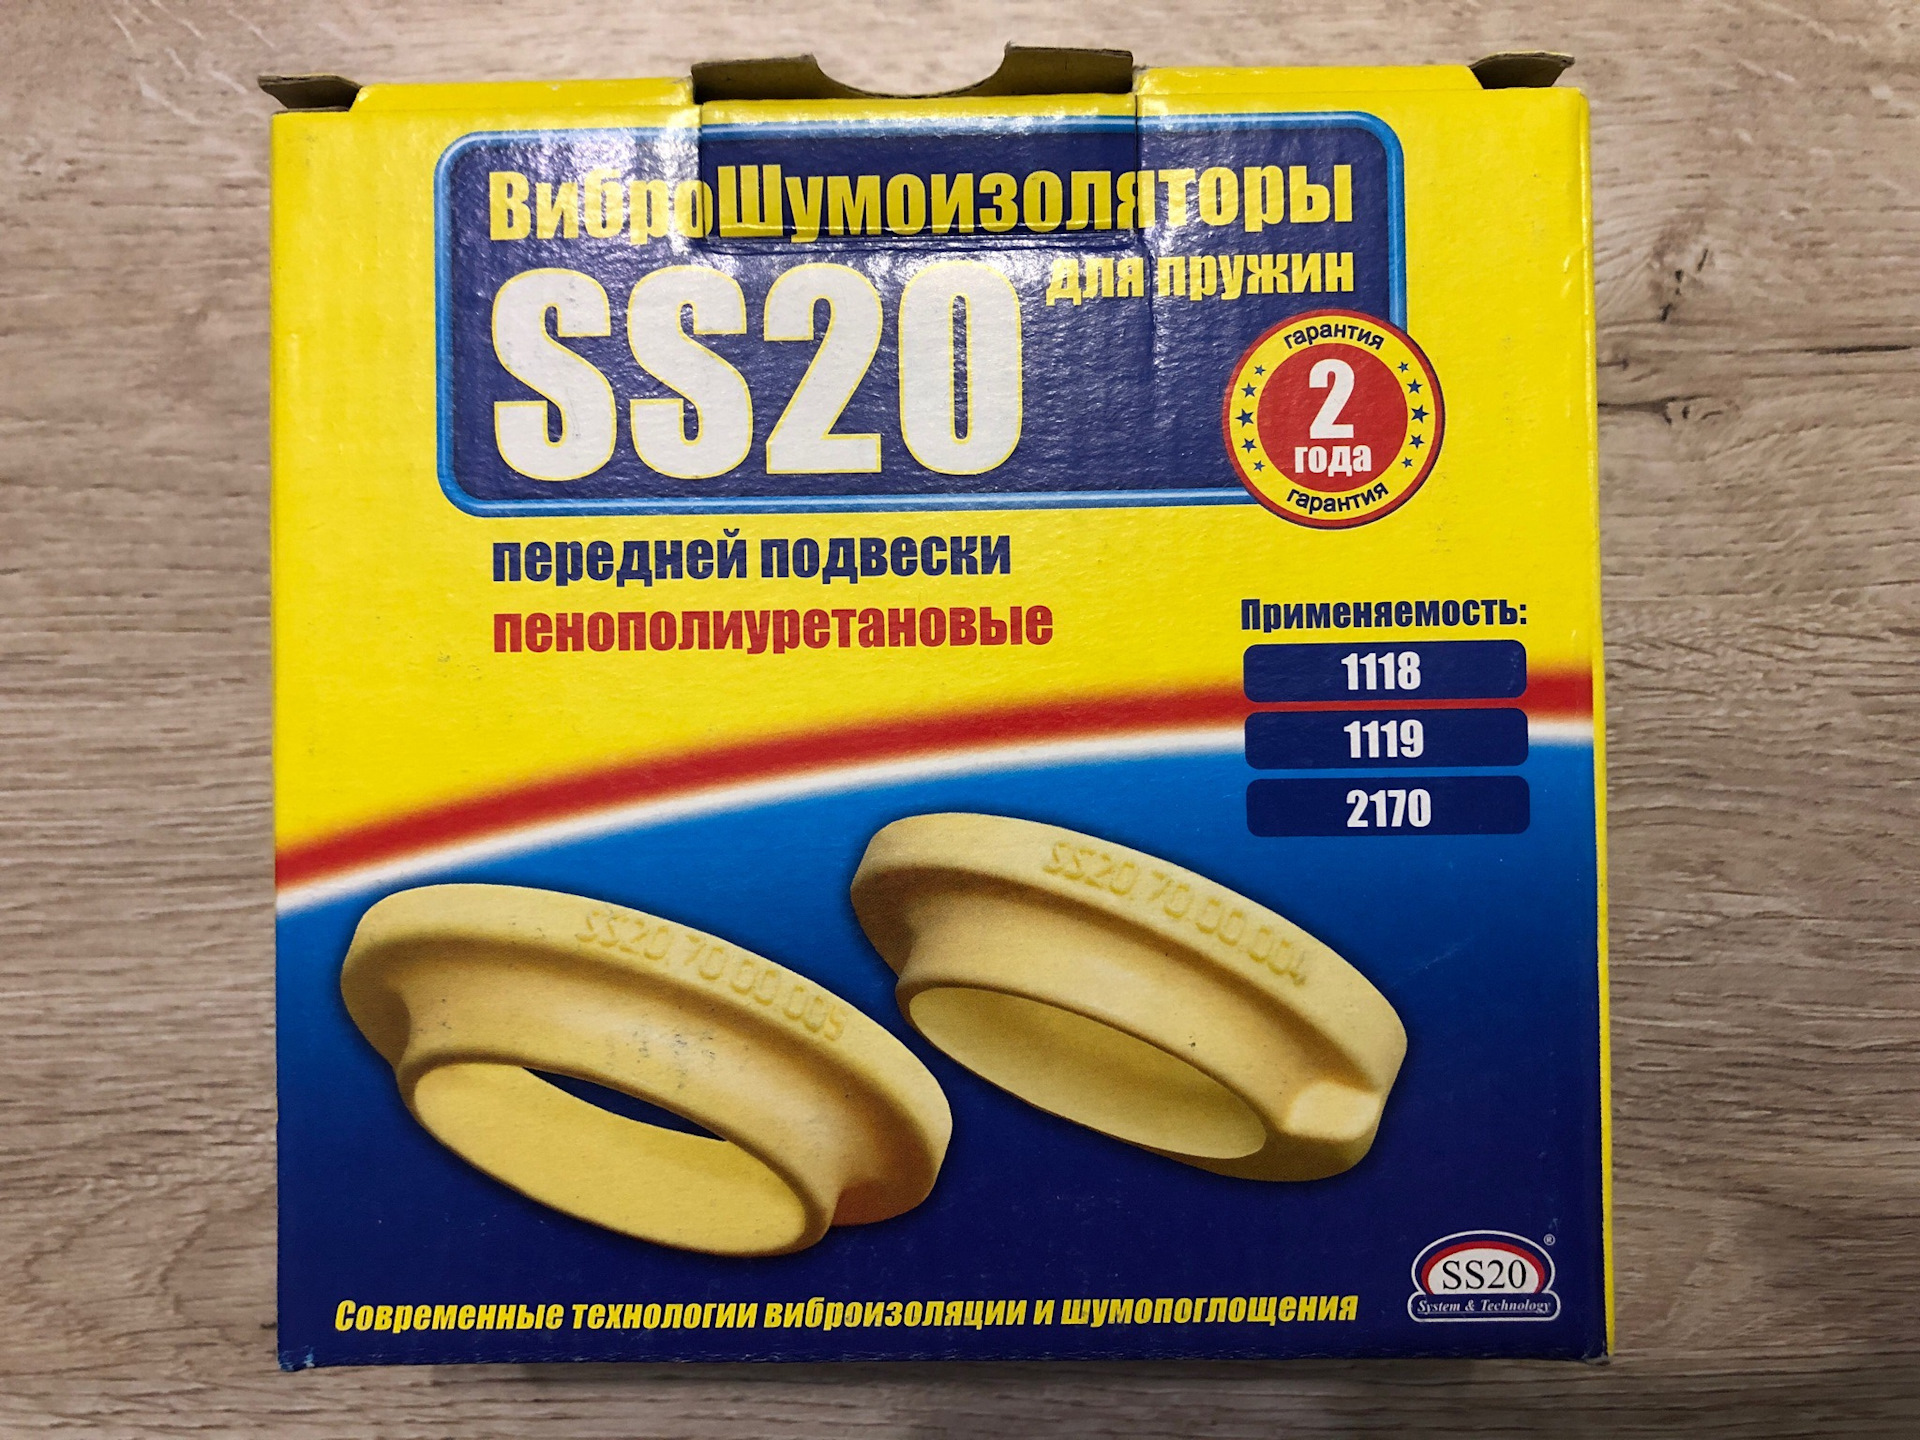 ВиброШумоизоляторы
для пружин
SS20
гарантия
2
года
гарантия
передней подвески
пенополиуретановые
Применяемость:
1118
1119
2170
SS20.70.00.004
SS20.70.00.005
Современные технологии виброизоляции и шумопоглощения
SS20
®
System & Technology